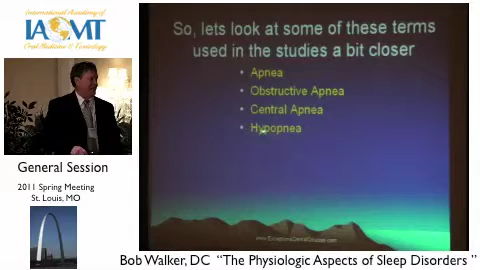 International Academy of
IAOMT
Oral Medicine & Toxicology
General Session
2011 Spring Meeting
St. Louis, MO
So, lets look at some of these terms
used in the studies a bit closer
• Apnea
• Obstructive Apnea
• Central Apnea
• Hypopnea
Bob Walker, DC “The Physiologic Aspects of Sleep Disorders ”